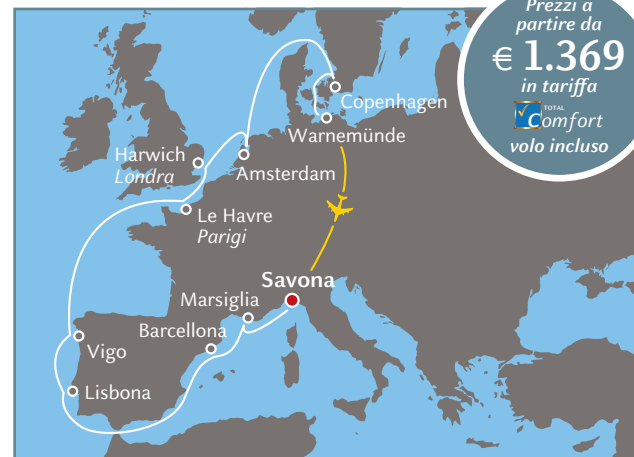 Prezzi a
partire da
€ 1.369
in tariffa
TOTAL
Comfort
volo incluso
Copenhagen
Warnemünde
Harwich
Londra
Amsterdam
Le Havre
Parigi
Savona
Marsiglia
Barcellona
Vigo
Lisbona